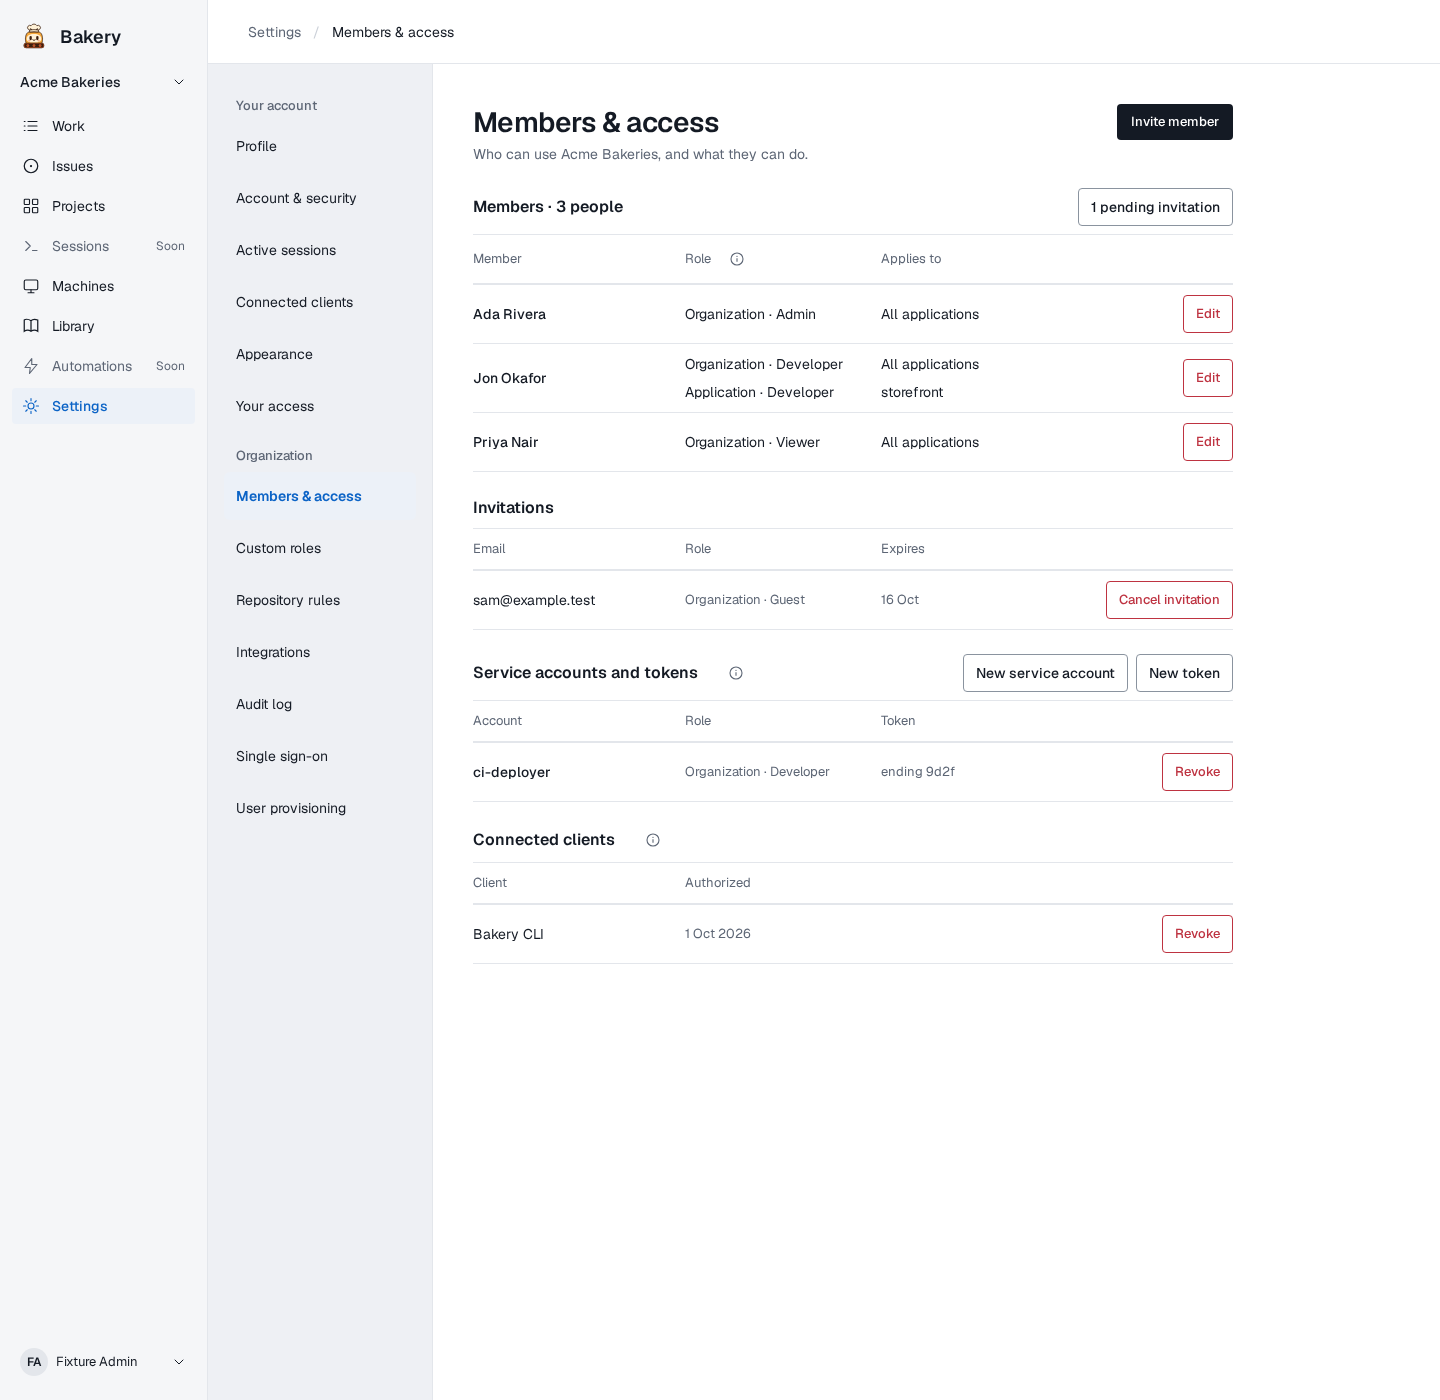 Bakery
Acme Bakeries
Work
Issues
Projects
Sessions Soon
Machines
Library
Automations Soon
Settings
FA Fixture Admin
Settings / Members & access
Your account
Profile
Account & security
Active sessions
Connected clients
Appearance
Your access
Organization
Members & access
Custom roles
Repository rules
Integrations
Audit log
Single sign-on
User provisioning
Members & access
Invite member
Who can use Acme Bakeries, and what they can do.
Members · 3 people
1 pending invitation
Member Role Applies to
Ada Rivera Organization · Admin All applications Edit
Jon Okafor Organization · Developer All applications Edit
Application · Developer storefront
Priya Nair Organization · Viewer All applications Edit
Invitations
Email Role Expires
sam@example.test Organization · Guest 16 Oct Cancel invitation
Service accounts and tokens New service account New token
Account Role Token
ci-deployer Organization · Developer ending 9d2f Revoke
Connected clients
Client Authorized
Bakery CLI 1 Oct 2026 Revoke